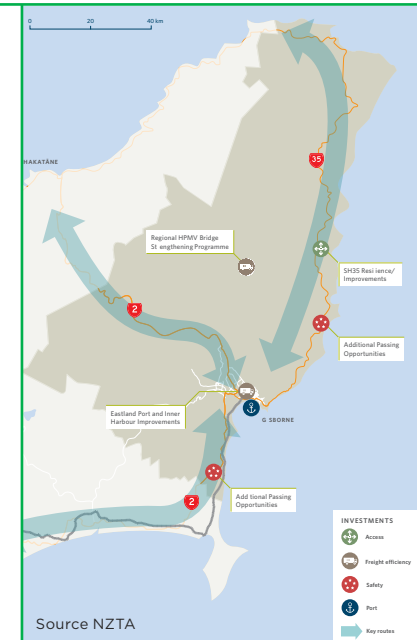 0 20 40 km
HAKATĀNE
35
Regional HPMV Bridge
St engthening Programme
SH35 Resi ience/
Improvements
2
Additional Passing
Opportunities
Eastland Port and Inner
Harbour Improvements
G SBORNE
2
Add tional Passing
Opportunities
INVESTMENTS
Access
Freight efficiency
Safety
Port
Key routes
Source NZTA